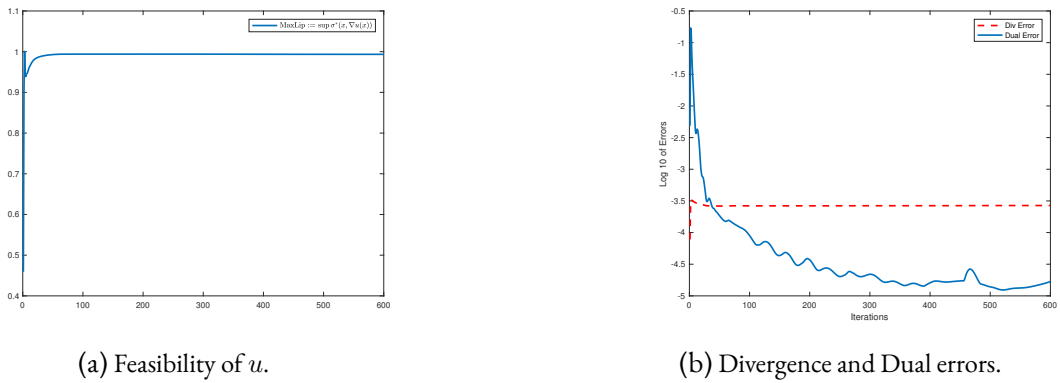 1.1
1
0.9
0.8
0.7
0.6
0.5
0.4
0 100 200 300 400 500 600
MaxLip := sup σ*(x, ∇u(x))
(a) Feasibility of u.
-0.5
-1
-1.5
-2
-2.5
-3
-3.5
-4
-4.5
-5
Log 10 of Errors
0 100 200 300 400 500 600
Iterations
Div Error
Dual Error
(b) Divergence and Dual errors.